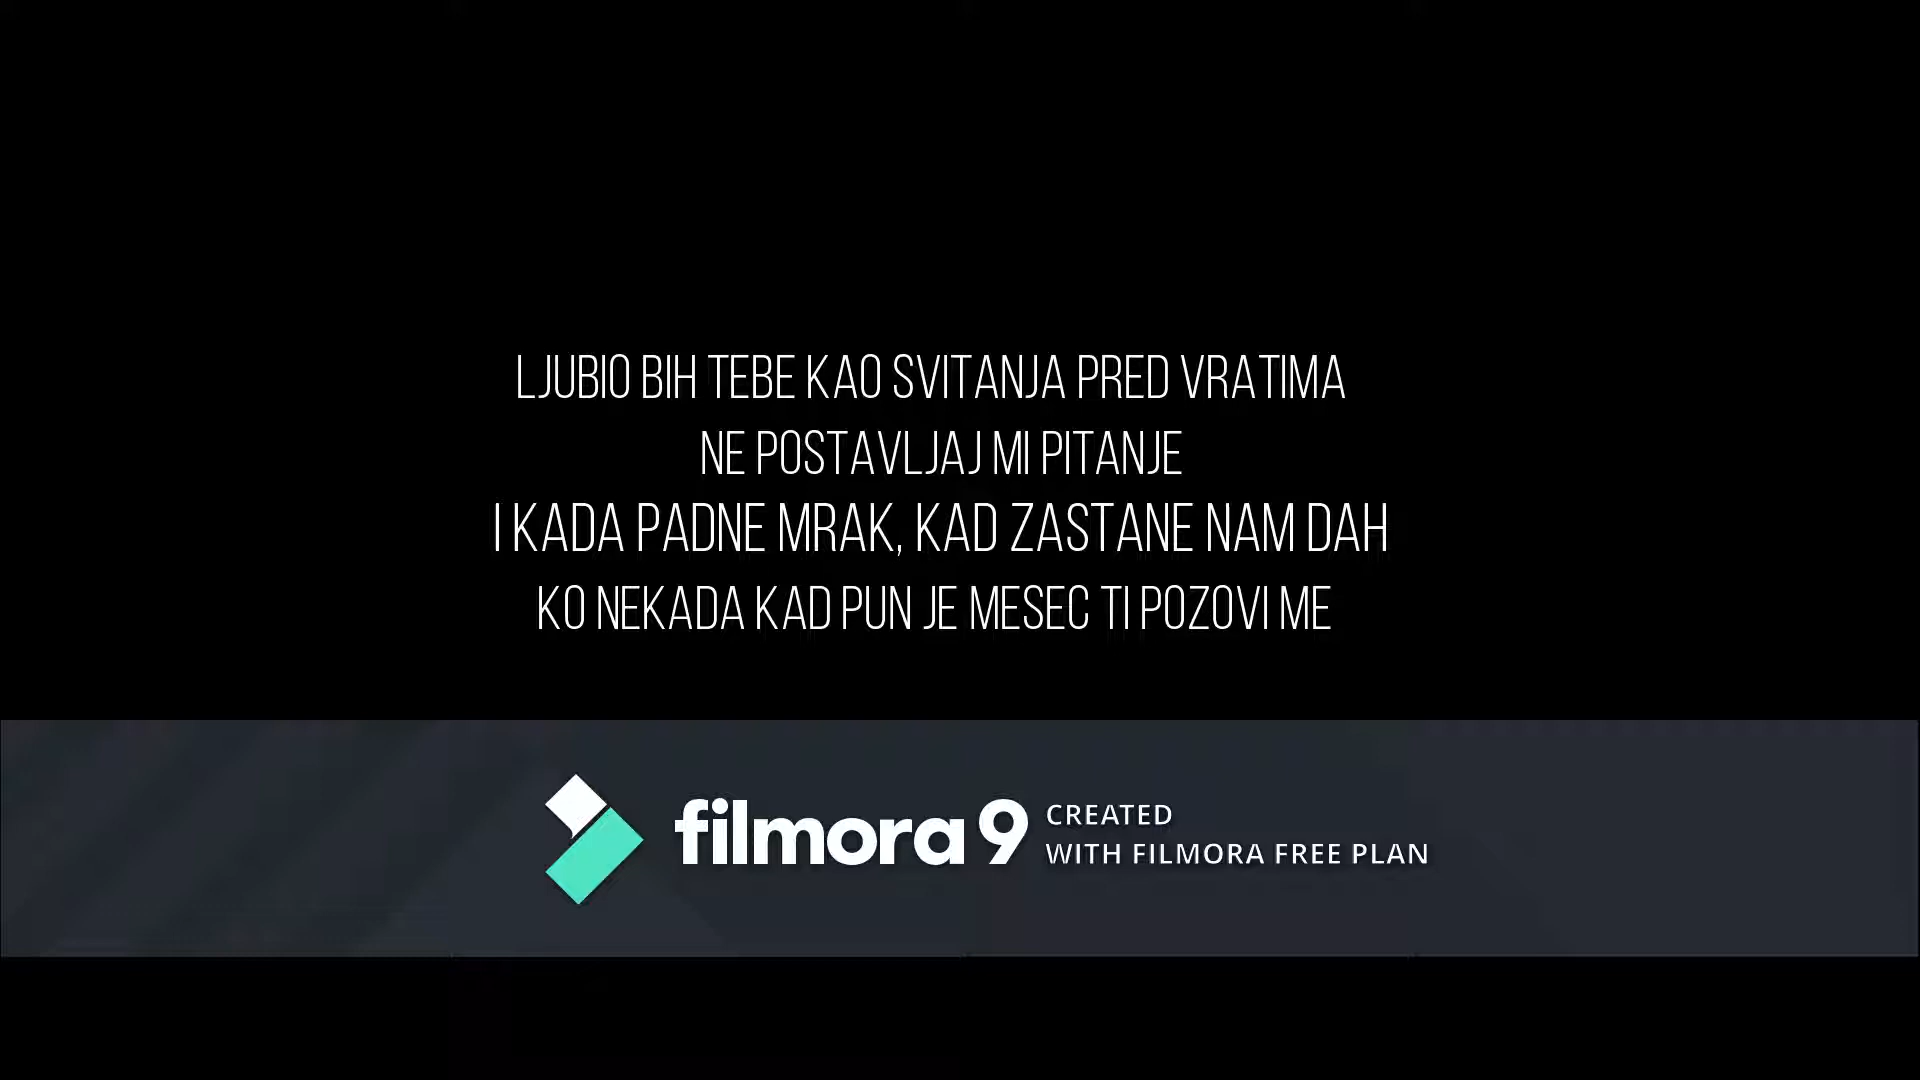 LJUBIO BIH TEBE KAO SVITANJA PRED VRATIMA
NE POSTAVLJAJ MI PITANJE
I KADA PADNE MRAK, KAD ZASTANE NAM DAH
KO NEKADA KAD PUN JE MESEC TI POZOVI ME
filmora 9
CREATED
WITH FILMORA FREE PLAN